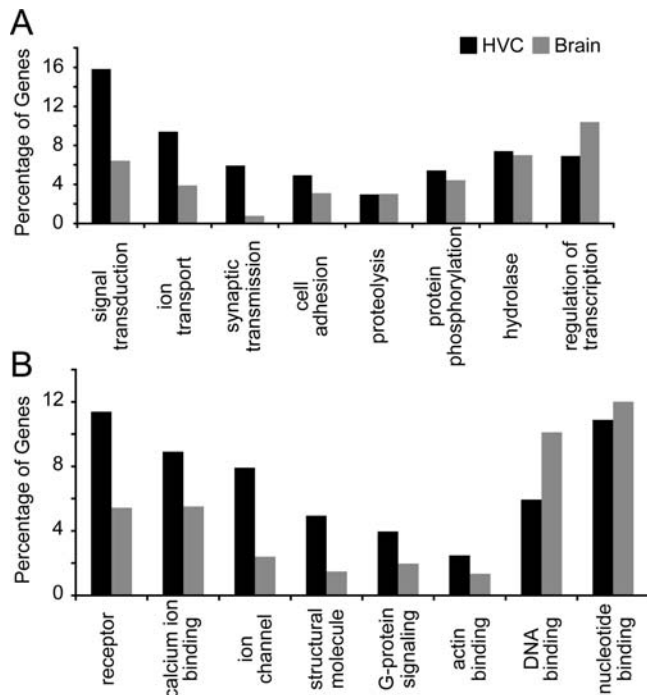 A
HVC Brain
Percentage of Genes
16
12
8
4
0
signal
transduction
ion
transport
synaptic
transmission
cell
adhesion
proteolysis
protein
phosphorylation
hydrolase
regulation of
transcription
B
Percentage of Genes
12
8
4
0
receptor
calcium ion
binding
ion
channel
structural
molecule
G-protein
signaling
actin
binding
DNA
binding
nucleotide
binding